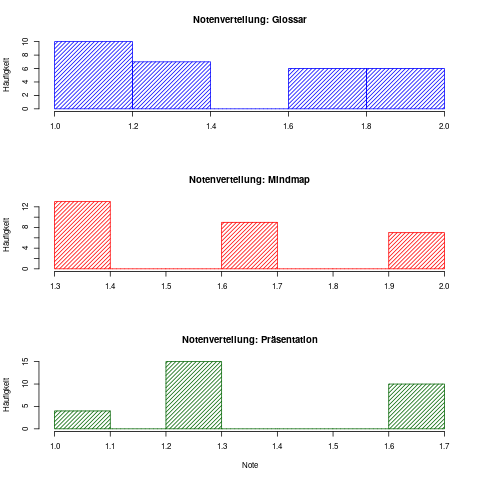 Notenverteilung: Glossar
Häufigkeit
0 2 4 6 8 10
1.0 1.2 1.4 1.6 1.8 2.0
Notenverteilung: Mindmap
Häufigkeit
0 4 8 12
1.3 1.4 1.5 1.6 1.7 1.8 1.9 2.0
Notenverteilung: Präsentation
Häufigkeit
0 5 10 15
1.0 1.1 1.2 1.3 1.4 1.5 1.6 1.7
Note